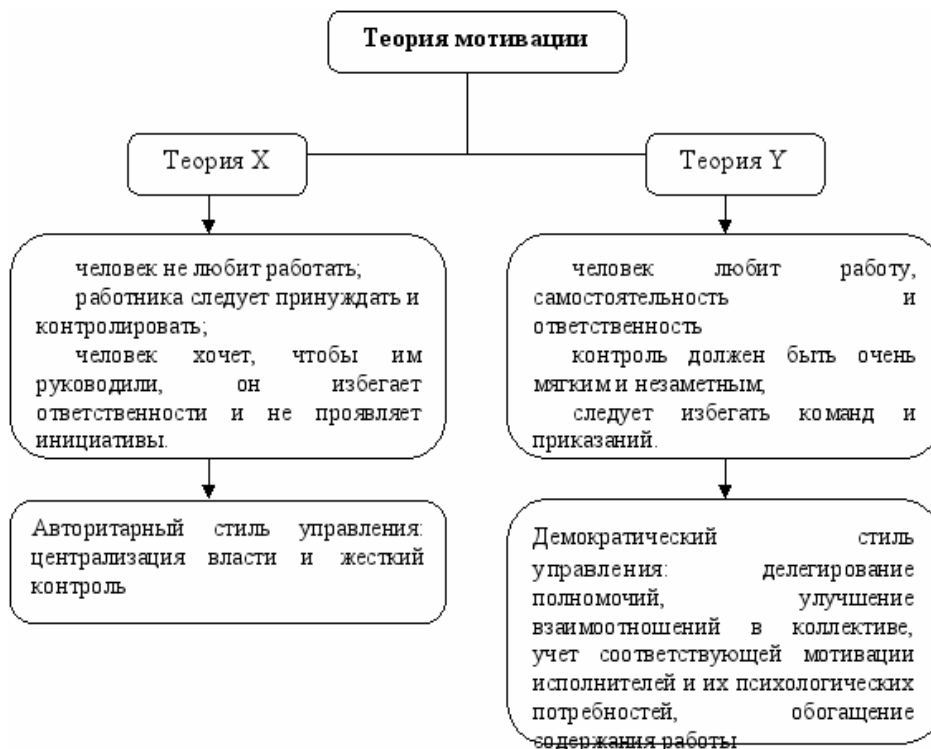 Теория мотивации
Теория X
Теория Y
человек не любит работать;
работника следует принуждать и
контролировать;
человек хочет, чтобы им
руководили, он избегает
ответственности и не проявляет
инициативы.
человек любит работу,
самостоятельность и
ответственность
контроль должен быть очень
мягким и незаметным;
следует избегать команд и
приказаний.
Авторитарный стиль управления:
централизация власти и жесткий
контроль
Демократический стиль
управления: делегирование
полномочий, улучшение
взаимоотношений в коллективе,
учет соответствующей мотивации
исполнителей и их психологических
потребностей, обогащение
содержания работы